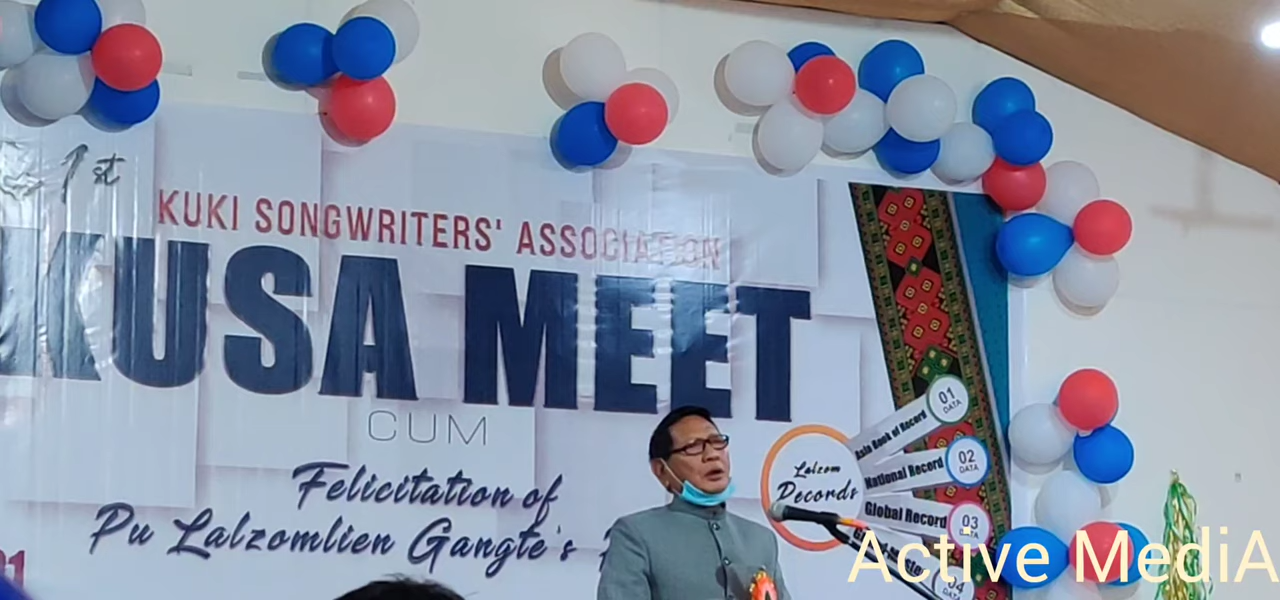 1st
KUKI SONGWRITERS' ASSOCIATION
KUSA MEET
CUM
Felicitation of
Pu Lalzomlien Gangte's
Lalzom
Records
Asia Book of Record
01
DATA
National Record
02
DATA
Global Record
03
DATA
04
DATA
Active MediA